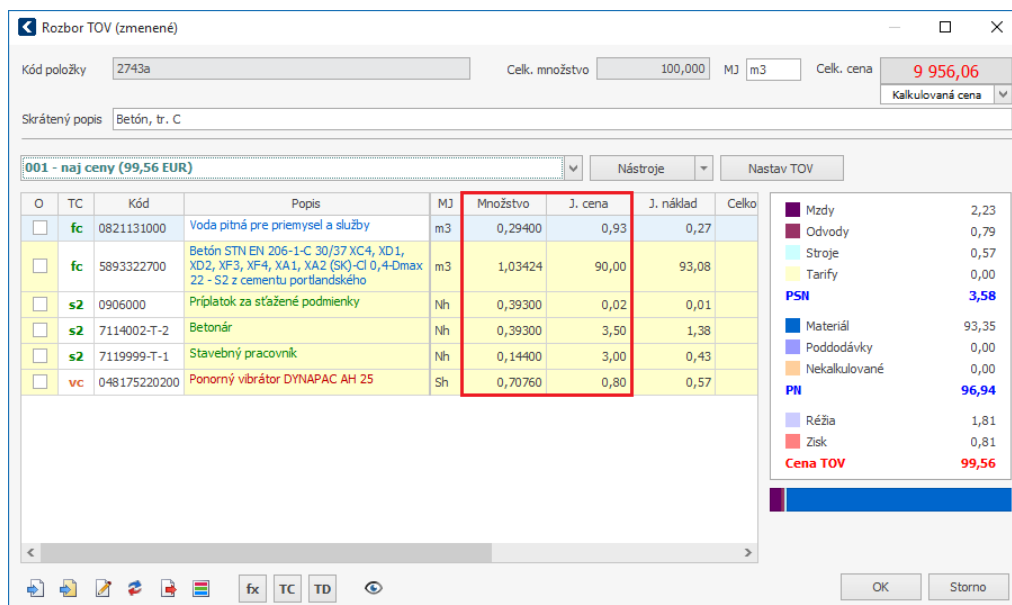 Rozbor TOV (zmenené)
Kód položky 2743a Celk. množstvo 100,000 MJ m3 Celk. cena 9 956,06
Kalkulovaná cena
Skrátený popis Betón, tr. C
001 - naj ceny (99,56 EUR) Nástroje Nastav TOV
O TC Kód Popis MJ Množstvo J. cena J. náklad Celko
fc 0821131000 Voda pitná pre priemysel a služby m3 0,29400 0,93 0,27
fc 5893322700 Betón STN EN 206-1-C 30/37 XC4, XD1, m3 1,03424 90,00 93,08
XD2, XF3, XF4, XA1, XA2 (SK)-Cl 0,4-Dmax
22 - S2 z cementu portlandského
s2 0906000 Príplatok za sťažené podmienky Nh 0,39300 0,02 0,01
s2 7114002-T-2 Betonár Nh 0,39300 3,50 1,38
s2 7119999-T-1 Stavebný pracovník Nh 0,14400 3,00 0,43
vc 048175220200 Ponorný vibrátor DYNAPAC AH 25 Sh 0,70760 0,80 0,57
Mzdy 2,23
Odvody 0,79
Stroje 0,57
Tarify 0,00
PSN 3,58
Materiál 93,35
Poddodávky 0,00
Nekalkulované 0,00
PN 96,94
Réžia 1,81
Zisk 0,81
Cena TOV 99,56
fx TC TD OK Storno